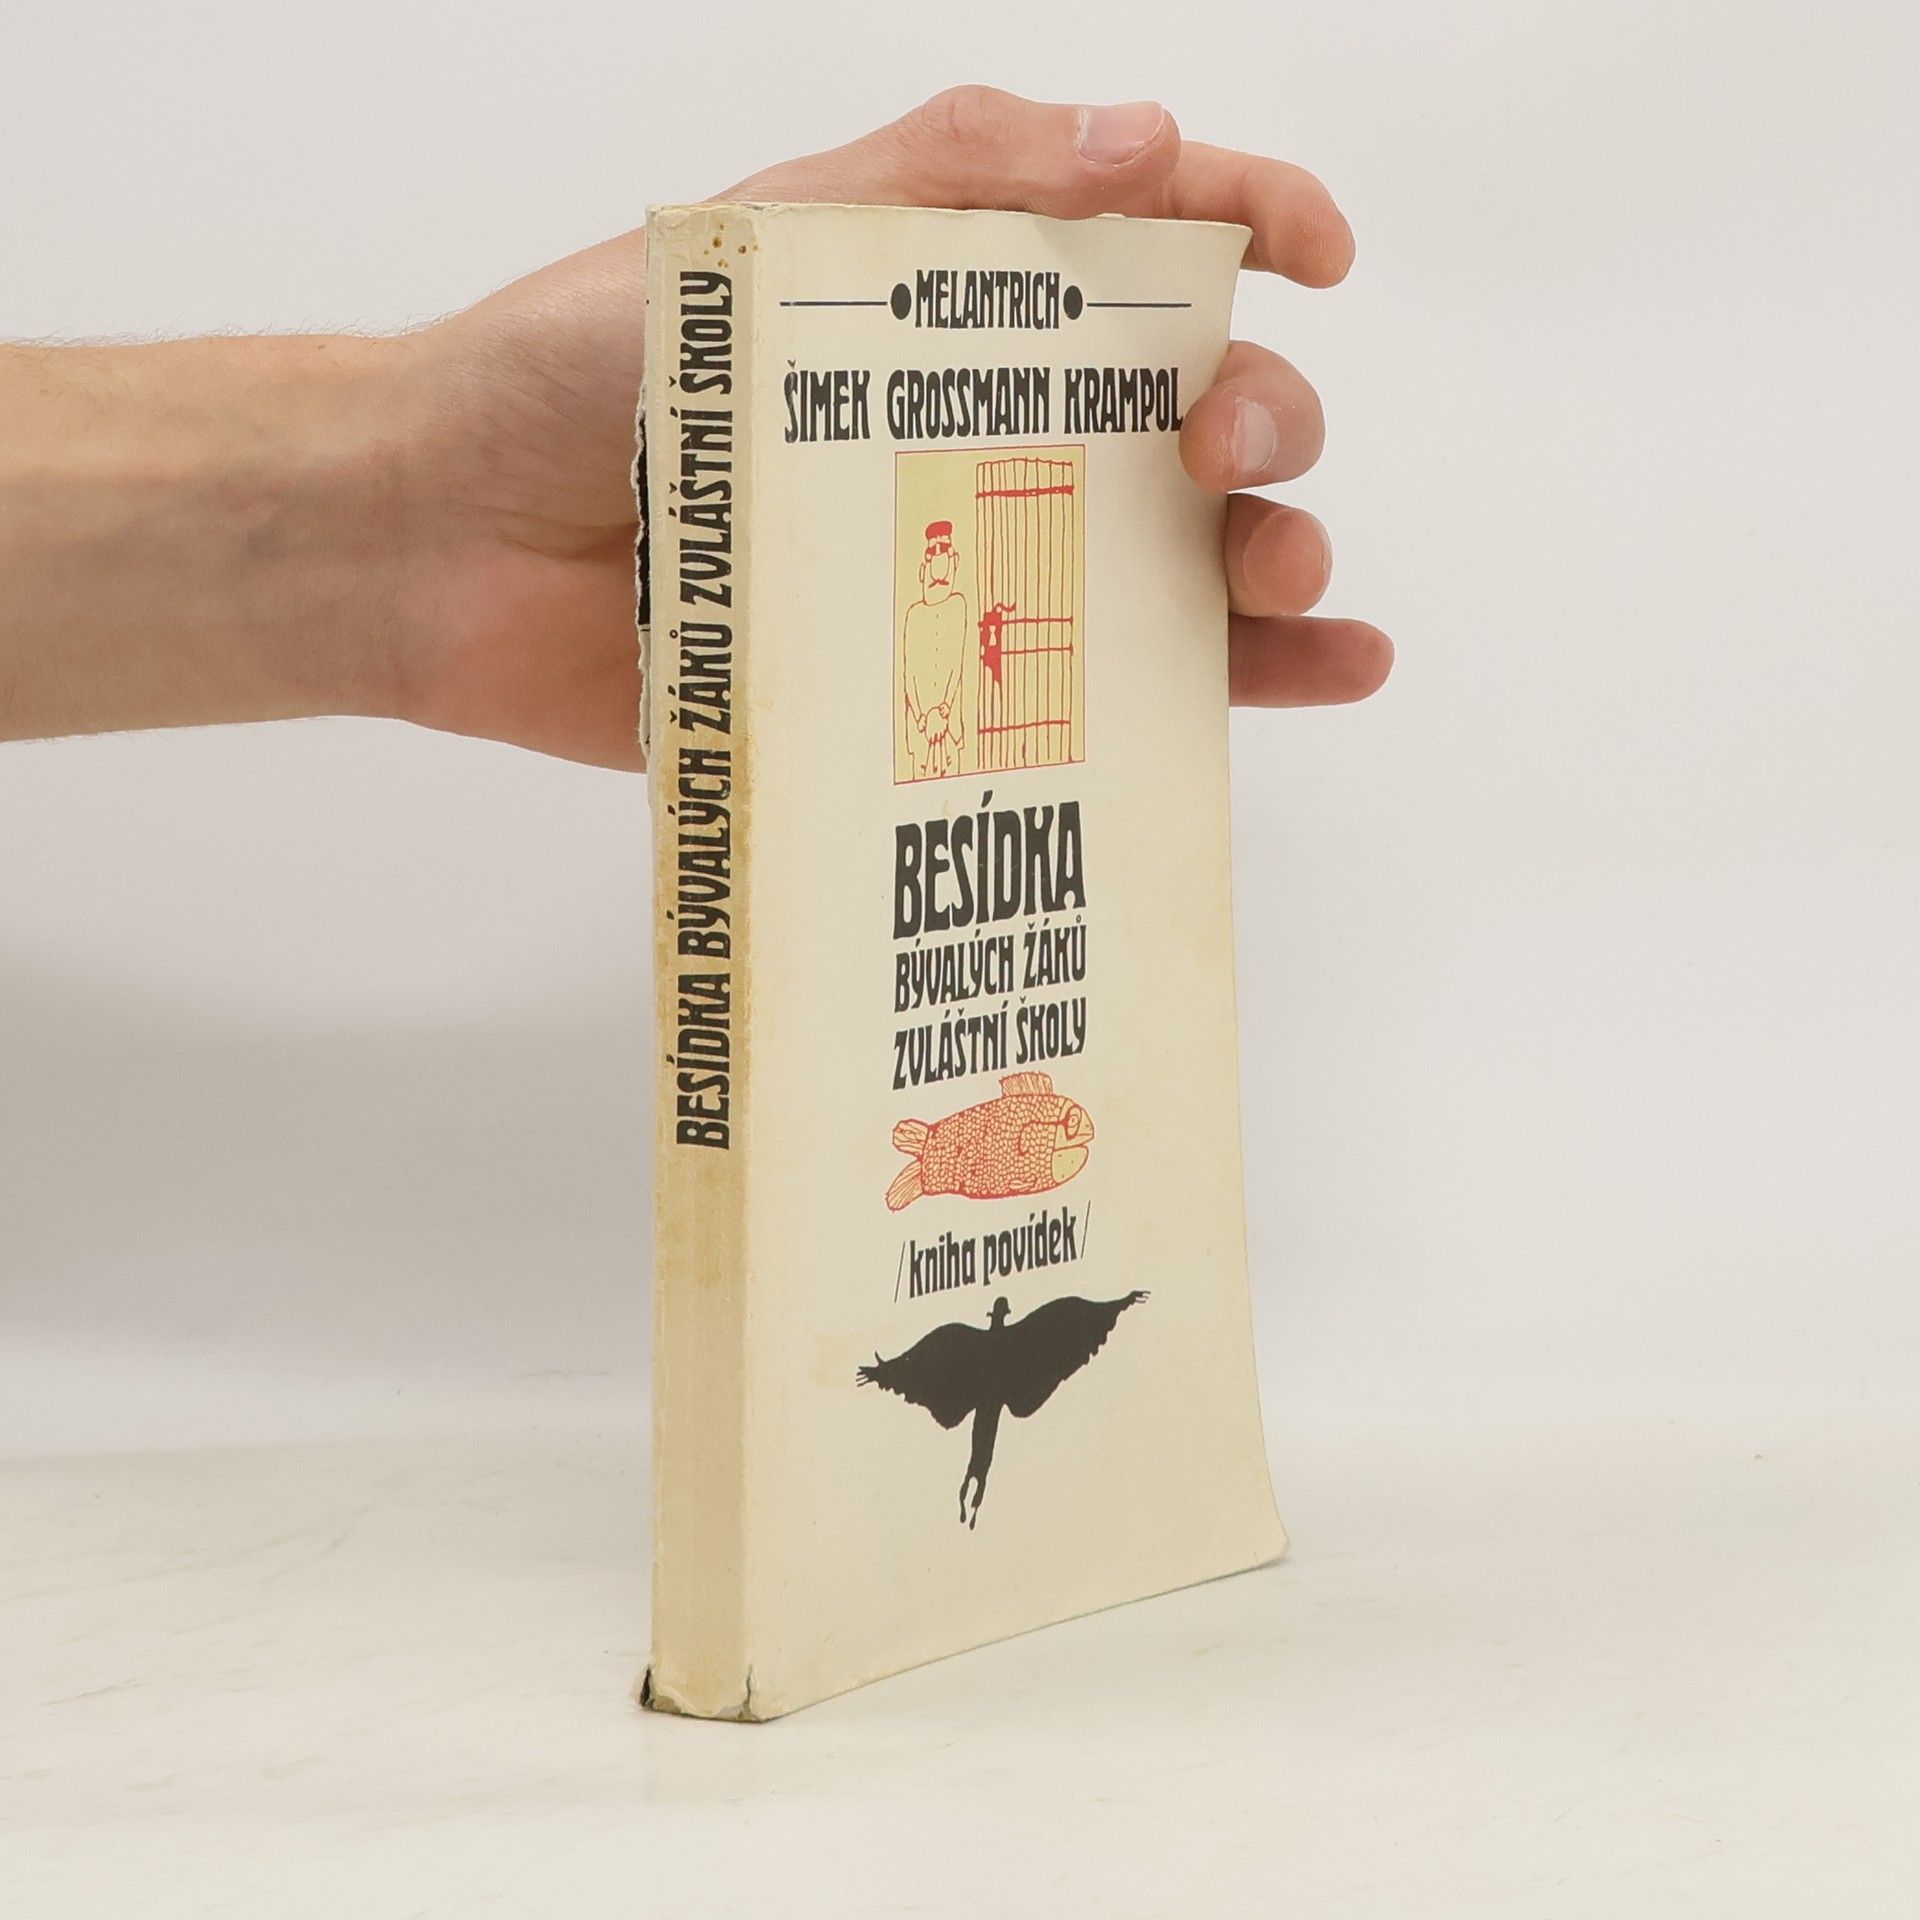 BESÍDKA BÝVALÝCH ŽÁKŮ ZVLÁŠTNÍ ŠKOLY
MELANTRICH
ŠIMEK GROSSMANN KRAMPOL
BESÍDKA
BÝVALÝCH ŽÁKŮ
ZVLÁŠTNÍ ŠKOLY
/kniha povídek/